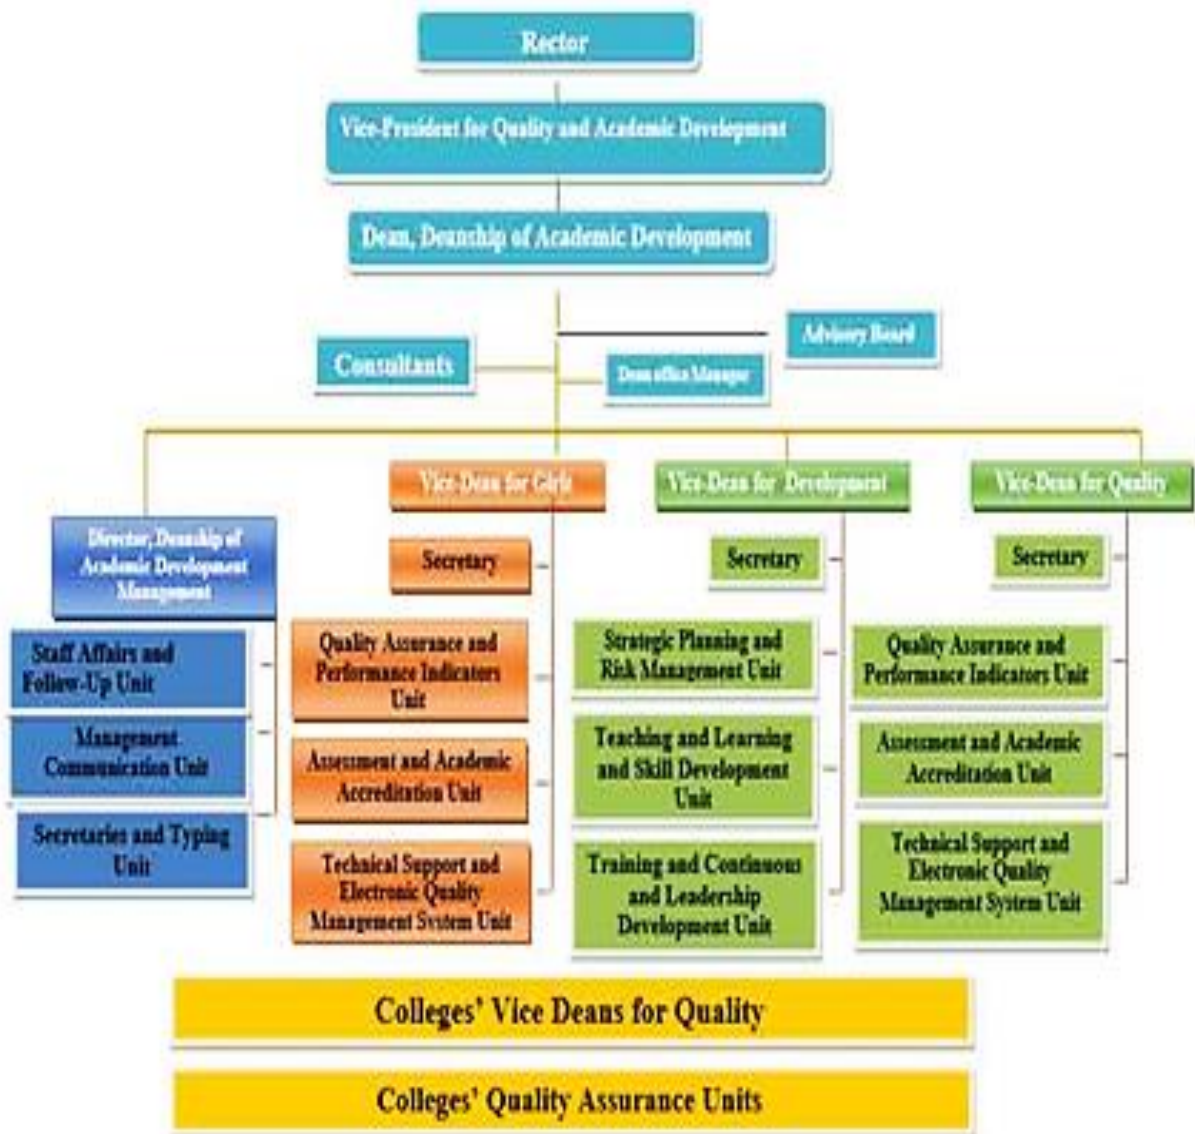 Rector
Vice-President for Quality and Academic Development
Dean, Deanship of Academic Development
Advisory Board
Consultants
Dean office Manager
Vice-Dean for Girls
Vice-Dean for Development
Vice-Dean for Quality
Director, Deanship of
Academic Development
Management
Staff Affairs and
Follow-Up Unit
Management
Communication Unit
Secretaries and Typing
Unit
Secretary
Quality Assurance and
Performance Indicators
Unit
Assessment and Academic
Accreditation Unit
Technical Support and
Electronic Quality
Management System Unit
Secretary
Strategic Planning and
Risk Management Unit
Teaching and Learning
and Skill Development
Unit
Training and Continuous
and Leadership
Development Unit
Secretary
Quality Assurance and
Performance Indicators Unit
Assessment and Academic
Accreditation Unit
Technical Support and
Electronic Quality
Management System Unit
Colleges' Vice Deans for Quality
Colleges' Quality Assurance Units